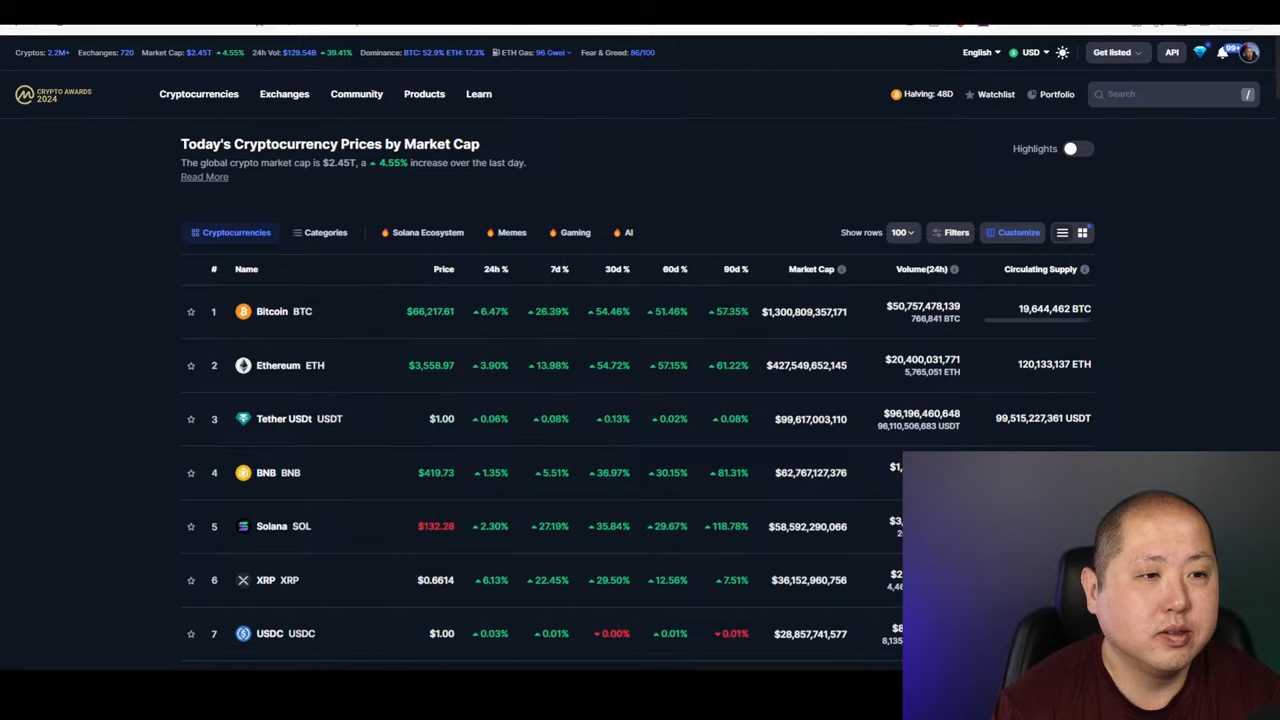 Cryptos: 2.2M+ Exchanges: 720 Market Cap: $2.45T 4.55% 24h Vol: $129.54B 39.41% Dominance: BTC: 52.9% ETH: 17.3% ETH Gas: 96 Gwei Fear & Greed: 86/100 English USD Get listed API 99+
CRYPTO AWARDS
2024
Cryptocurrencies Exchanges Community Products Learn Halving: 48D Watchlist Portfolio Search /
Today's Cryptocurrency Prices by Market Cap
The global crypto market cap is $2.45T, a 4.55% increase over the last day.
Read More
Highlights
Cryptocurrencies Categories Solana Ecosystem Memes Gaming AI Show rows 100 Filters Customize
# Name Price 24h % 7d % 30d % 60d % 90d % Market Cap Volume(24h) Circulating Supply
1 Bitcoin BTC $66,217.61 6.47% 26.39% 54.46% 51.46% 57.35% $1,300,809,357,171 $50,757,478,139 19,644,462 BTC
766,841 BTC
2 Ethereum ETH $3,558.97 3.90% 13.98% 54.72% 57.15% 61.22% $427,549,652,145 $20,400,031,771 120,133,137 ETH
5,765,051 ETH
3 Tether USDt USDT $1.00 0.06% 0.08% 0.13% 0.02% 0.08% $99,617,003,110 $96,196,460,648 99,515,227,361 USDT
96,110,506,683 USDT
4 BNB BNB $419.73 1.35% 5.51% 36.97% 30.15% 81.31% $62,767,127,376 $1,
5 Solana SOL $132.28 2.30% 27.19% 35.84% 29.67% 118.78% $58,592,290,066 $3,
6 XRP XRP $0.6614 6.13% 22.45% 29.50% 12.56% 7.51% $36,152,960,756 $2
4,46
7 USDC USDC $1.00 0.03% 0.01% 0.00% 0.01% 0.01% $28,857,741,577 $8
8,135